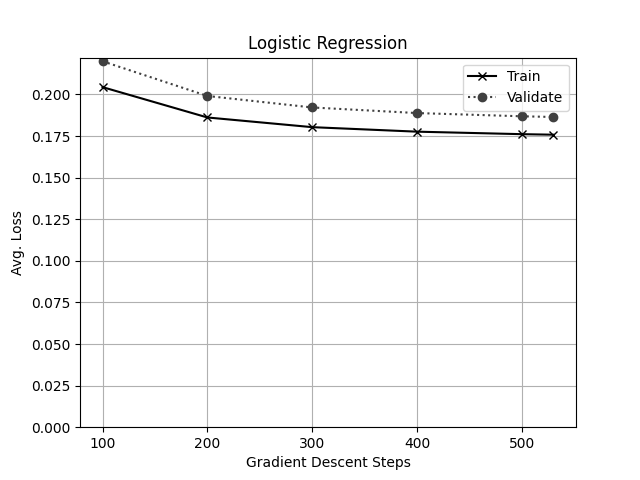 Logistic Regression
Train
Validate
0.200
0.175
0.150
0.125
0.100
0.075
0.050
0.025
0.000
Avg. Loss
100 200 300 400 500
Gradient Descent Steps